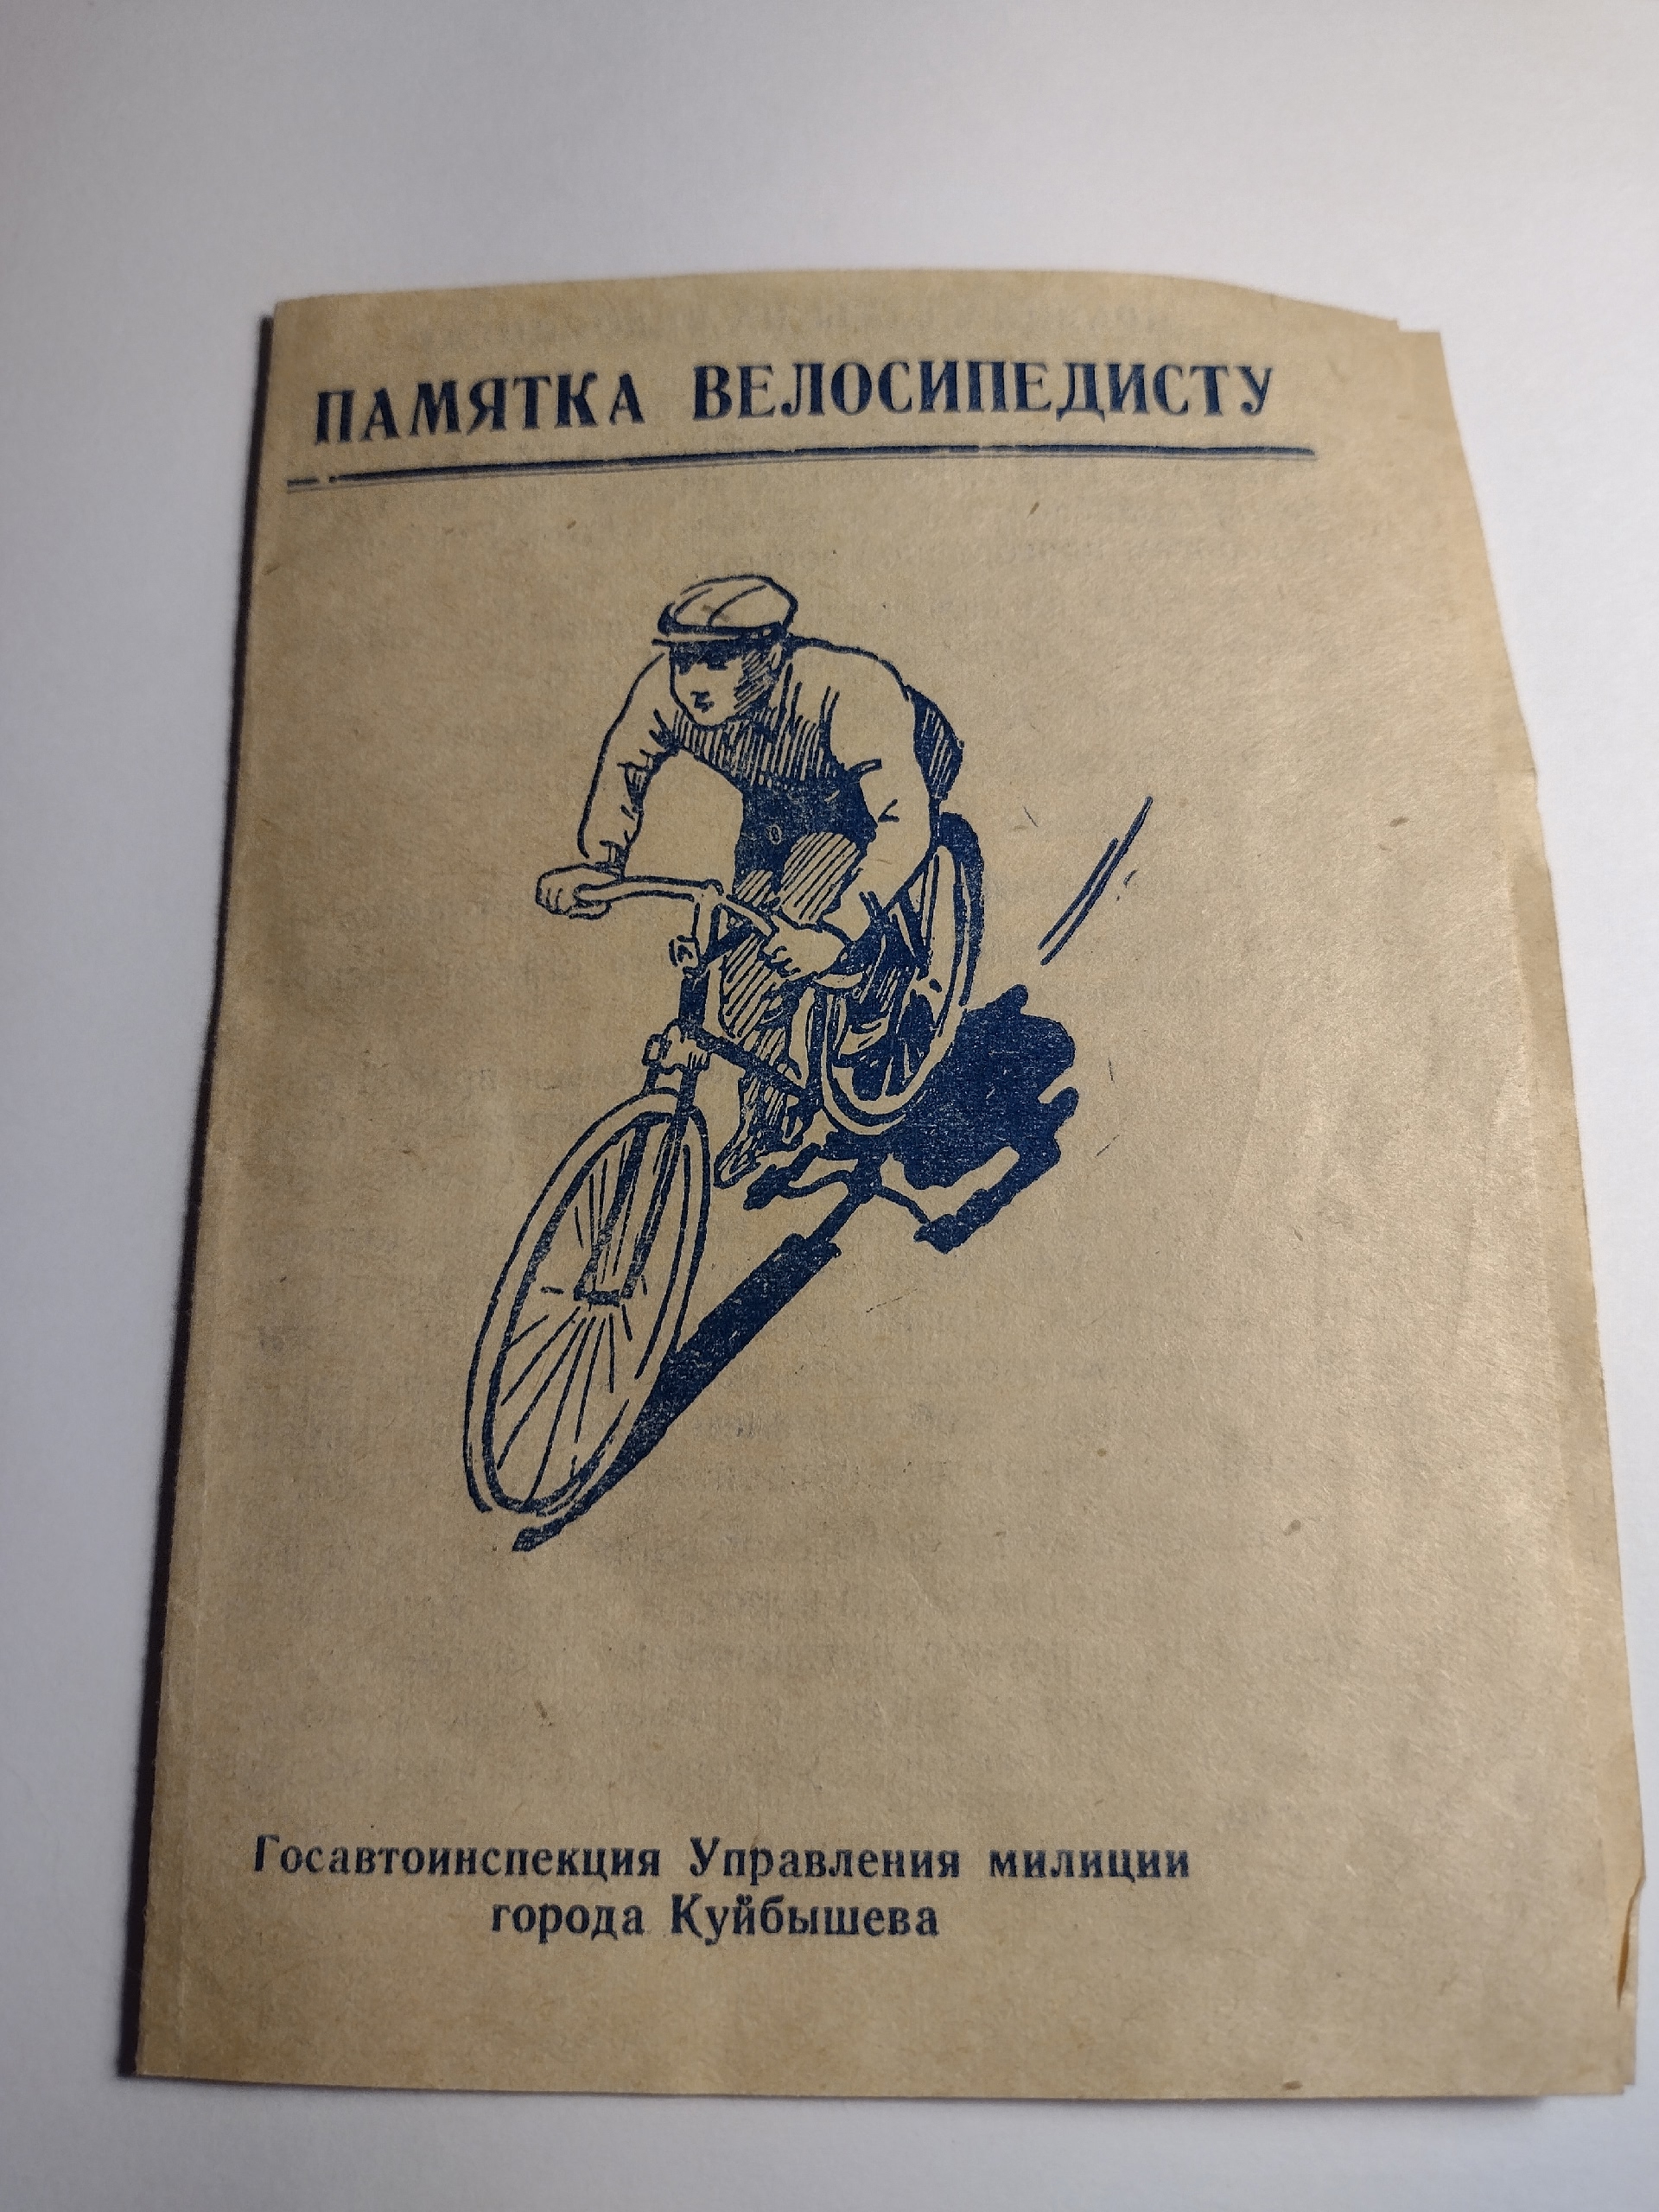 ПАМЯТКА ВЕЛОСИПЕДИСТУ
Госавтоинспекция Управления милиции
города Куйбышева